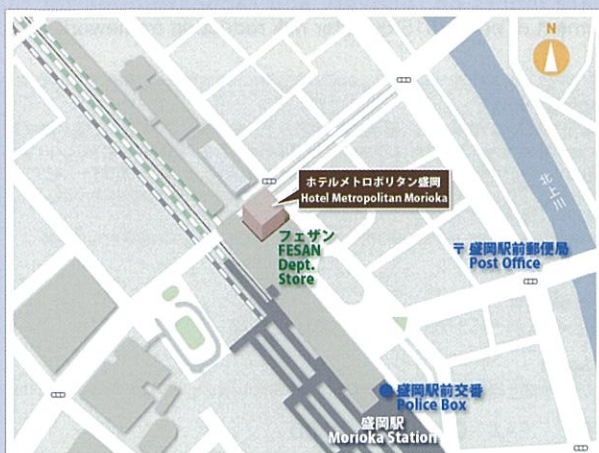 N
ホテルメトロポリタン盛岡
Hotel Metropolitan Morioka
北上川
フェザン
FESAN
Dept.
Store
〒盛岡駅前郵便局
Post Office
盛岡駅前交番
Police Box
盛岡駅
Morioka Station